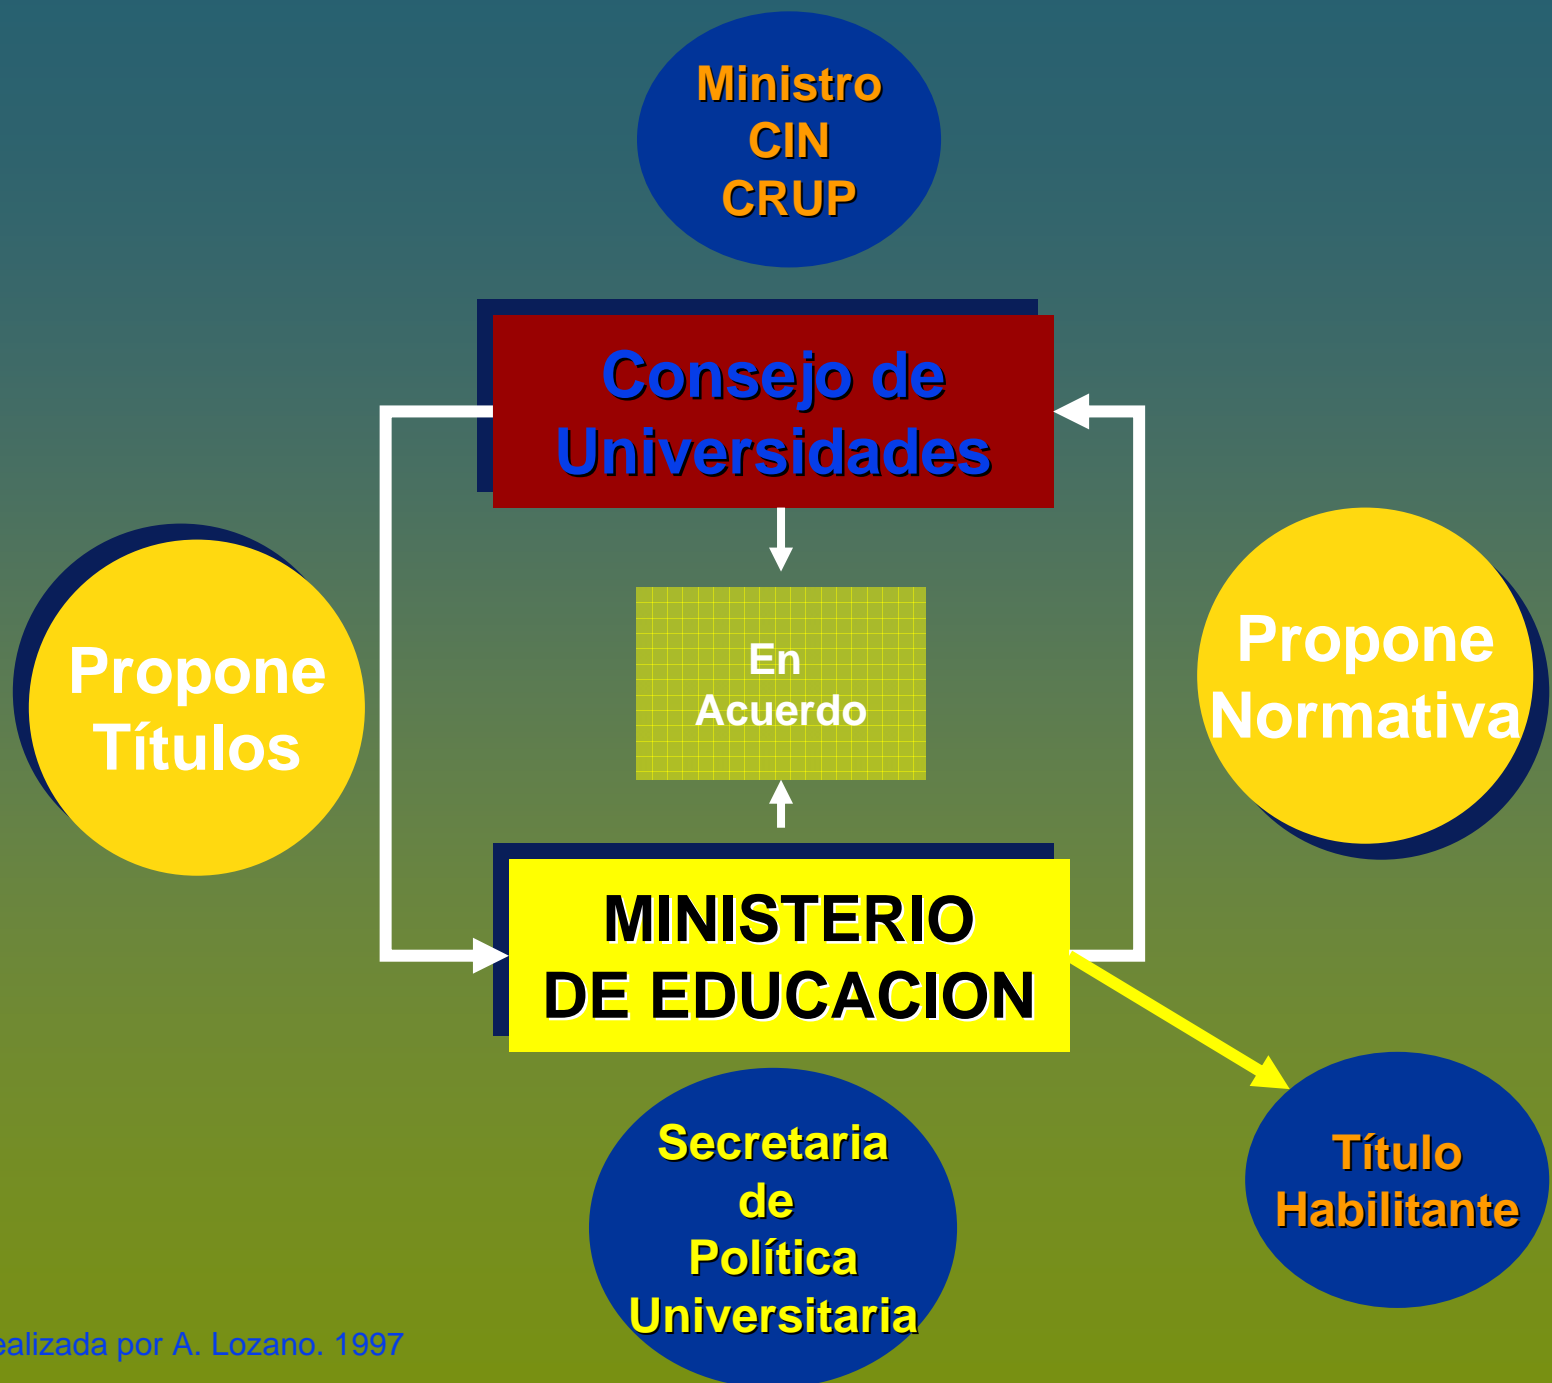 Ministro
CIN
CRUP
Consejo de
Universidades
Propone
Títulos
En
Acuerdo
Propone
Normativa
MINISTERIO
DE EDUCACION
Secretaria
de
Política
Universitaria
Título
Habilitante
ealizada por A. Lozano. 1997